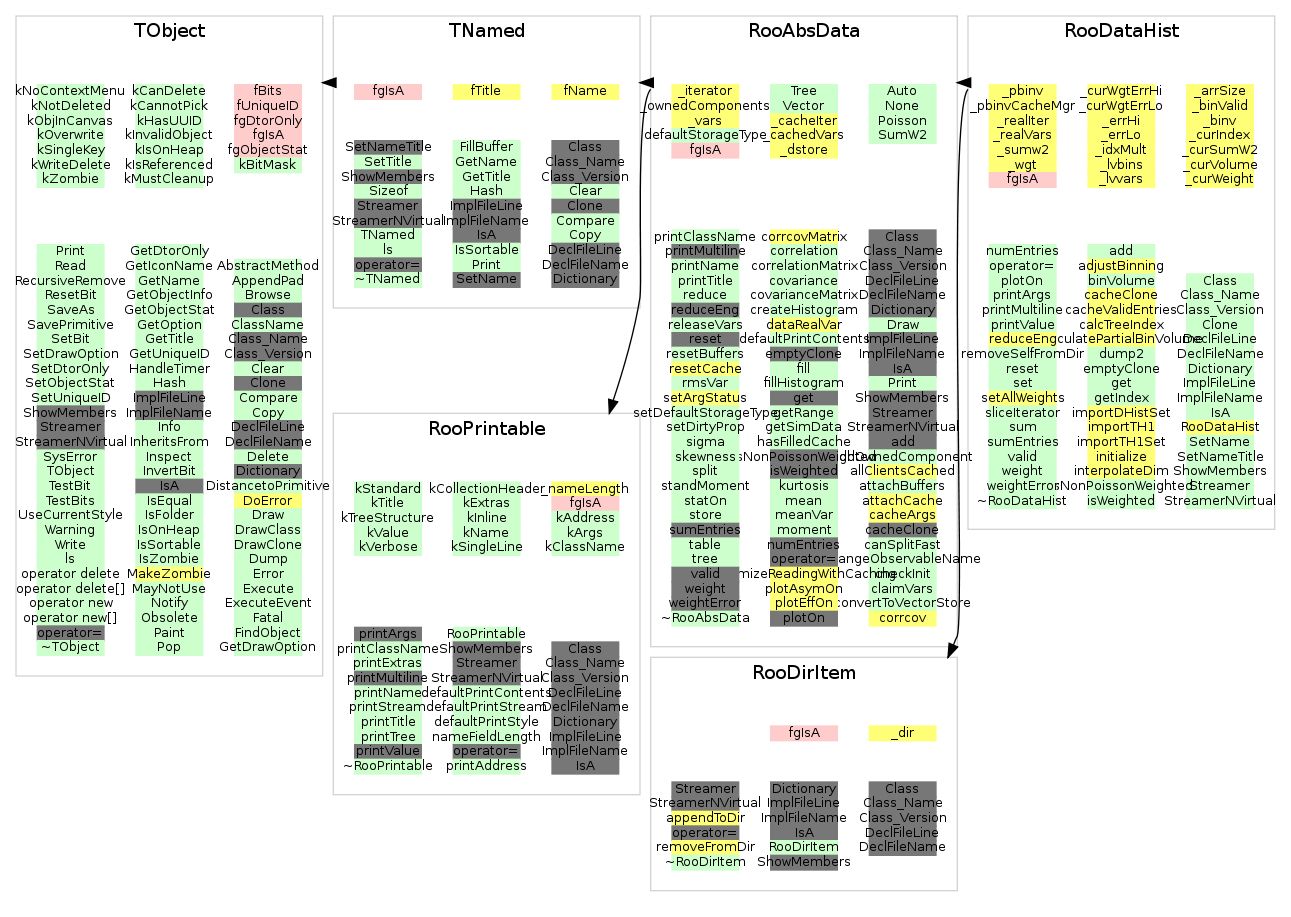 TObject
kNoContextMenu
kNotDeleted
kObjInCanvas
kOverwrite
kSingleKey
kWriteDelete
kZombie
kCanDelete
kCannotPick
kHasUUID
kInvalidObject
kIsOnHeap
kIsReferenced
kMustCleanup
fBits
fUniqueID
fgDtorOnly
fgIsA
fgObjectStat
kBitMask
Print
Read
RecursiveRemove
ResetBit
SaveAs
SavePrimitive
SetBit
SetDrawOption
SetDtorOnly
SetObjectStat
SetUniqueID
ShowMembers
Streamer
StreamerNVirtual
SysError
TObject
TestBit
TestBits
UseCurrentStyle
Warning
Write
ls
operator delete
operator delete[]
operator new
operator new[]
operator=
~TObject
GetDtorOnly
GetIconName
GetName
GetObjectInfo
GetObjectStat
GetOption
GetTitle
GetUniqueID
HandleTimer
Hash
ImplFileLine
ImplFileName
Info
InheritsFrom
Inspect
InvertBit
IsA
IsEqual
IsFolder
IsOnHeap
IsSortable
IsZombie
MakeZombie
MayNotUse
Notify
Obsolete
Paint
Pop
AbstractMethod
AppendPad
Browse
Class
ClassName
Class_Name
Class_Version
Clear
Clone
Compare
Copy
DeclFileLine
DeclFileName
Delete
Dictionary
DistancetoPrimitive
DoError
Draw
DrawClass
DrawClone
Dump
Error
Execute
ExecuteEvent
Fatal
FindObject
GetDrawOption
TNamed
fgIsA
fTitle
fName
SetNameTitle
SetTitle
ShowMembers
Sizeof
Streamer
StreamerNVirtual
TNamed
ls
operator=
~TNamed
FillBuffer
GetName
GetTitle
Hash
ImplFileLine
ImplFileName
IsA
IsSortable
Print
SetName
Class
Class_Name
Class_Version
Clear
Clone
Compare
Copy
DeclFileLine
DeclFileName
Dictionary
RooPrintable
kStandard
kTitle
kTreeStructure
kValue
kVerbose
kCollectionHeader
kExtras
kInline
kName
kSingleLine
_nameLength
fgIsA
kAddress
kArgs
kClassName
printArgs
printClassName
printExtras
printMultiline
printName
printStream
printTitle
printTree
printValue
~RooPrintable
RooPrintable
ShowMembers
Streamer
StreamerNVirtual
defaultPrintContents
defaultPrintStream
defaultPrintStyle
nameFieldLength
operator=
printAddress
Class
Class_Name
Class_Version
DeclFileLine
DeclFileName
Dictionary
ImplFileLine
ImplFileName
IsA
RooAbsData
_iterator
_ownedComponents
_vars
defaultStorageType
fgIsA
Tree
Vector
_cacheIter
_cachedVars
_dstore
Auto
None
Poisson
SumW2
printClassName
printMultiline
printName
printTitle
reduce
reduceEng
releaseVars
reset
resetBuffers
resetCache
rmsVar
setArgStatus
setDefaultStorageType
setDirtyProp
sigma
skewness
split
standMoment
statOn
store
sumEntries
table
tree
valid
weight
weightError
~RooAbsData
corrcovMatrix
correlation
correlationMatrix
covariance
covarianceMatrix
createHistogram
dataRealVar
defaultPrintContents
emptyClone
fill
fillHistogram
get
getRange
getSimData
hasFilledCache
sNonPoissonWeighted
isWeighted
kurtosis
mean
meanVar
moment
numEntries
operator=
mizeReadingWithCaching
plotAsymOn
plotEffOn
plotOn
Class
Class_Name
Class_Version
DeclFileLine
DeclFileName
Dictionary
Draw
ImplFileLine
ImplFileName
IsA
Print
ShowMembers
Streamer
StreamerNVirtual
add
nedComponent
allClientsCached
attachBuffers
attachCache
cacheArgs
cacheClone
canSplitFast
angeObservableName
checkInit
claimVars
convertToVectorStore
corrcov
RooDirItem
fgIsA
_dir
Streamer
StreamerNVirtual
appendToDir
operator=
removeFromDir
~RooDirItem
Dictionary
ImplFileLine
ImplFileName
IsA
RooDirItem
ShowMembers
Class
Class_Name
Class_Version
DeclFileLine
DeclFileName
RooDataHist
_pbinv
_pbinvCacheMgr
_realIter
_realVars
_sumw2
_wgt
fgIsA
_curWgtErrHi
_curWgtErrLo
_errHi
_errLo
_idxMult
_lvbins
_lvvars
_arrSize
_binValid
_binv
_curIndex
_curSumW2
_curVolume
_curWeight
numEntries
operator=
plotOn
printArgs
printMultiline
printValue
reduceEng
removeSelfFromDir
reset
set
setAllWeights
sliceIterator
sum
sumEntries
valid
weight
weightError
~RooDataHist
add
adjustBinning
binVolume
cacheClone
cacheValidEntries
calcTreeIndex
culatePartialBinVolume
dump2
emptyClone
get
getIndex
importDHistSet
importTH1
importTH1Set
initialize
interpolateDim
sNonPoissonWeighted
isWeighted
Class
Class_Name
Class_Version
Clone
DeclFileLine
DeclFileName
Dictionary
ImplFileLine
ImplFileName
IsA
RooDataHist
SetName
SetNameTitle
ShowMembers
Streamer
StreamerNVirtual